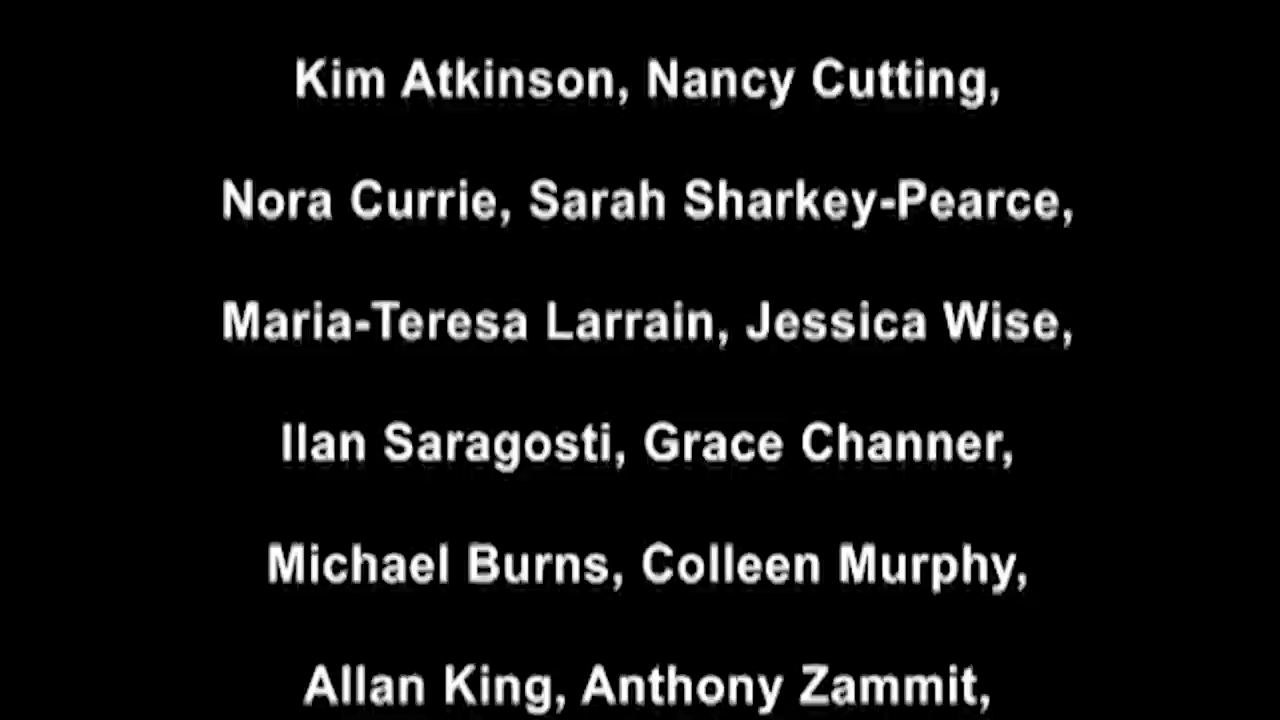 Kim Atkinson, Nancy Cutting,
Nora Currie, Sarah Sharkey-Pearce,
Maria-Teresa Larrain, Jessica Wise,
Ilan Saragosti, Grace Channer,
Michael Burns, Colleen Murphy,
Allan King, Anthony Zammit,